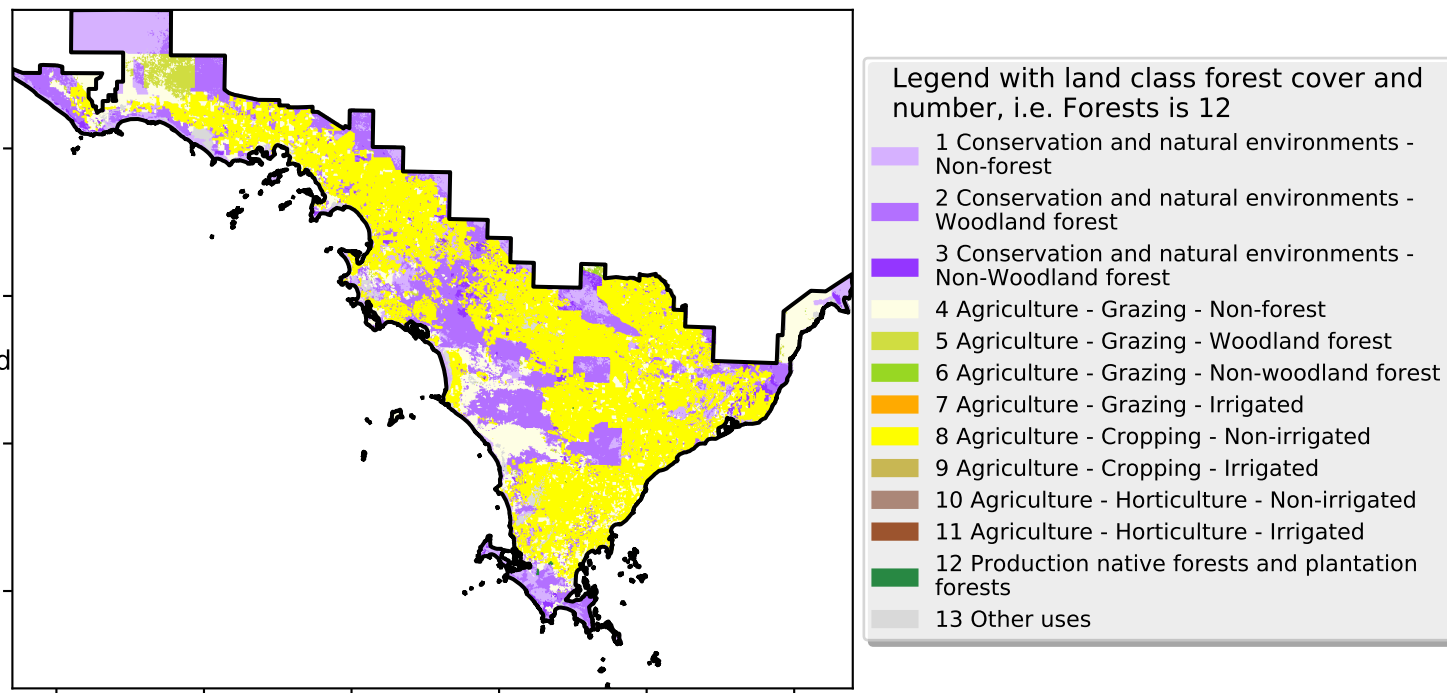 d
Legend with land class forest cover and
number, i.e. Forests is 12
1 Conservation and natural environments -
Non-forest
2 Conservation and natural environments -
Woodland forest
3 Conservation and natural environments -
Non-Woodland forest
4 Agriculture - Grazing - Non-forest
5 Agriculture - Grazing - Woodland forest
6 Agriculture - Grazing - Non-woodland forest
7 Agriculture - Grazing - Irrigated
8 Agriculture - Cropping - Non-irrigated
9 Agriculture - Cropping - Irrigated
10 Agriculture - Horticulture - Non-irrigated
11 Agriculture - Horticulture - Irrigated
12 Production native forests and plantation
forests
13 Other uses